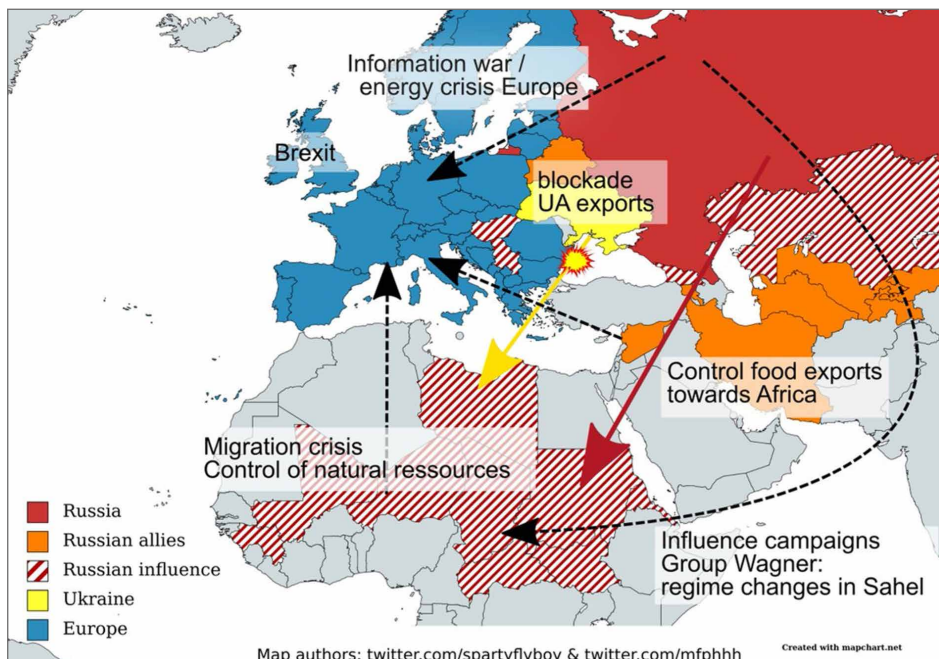 Information war /
energy crisis Europe
Brexit
blockade
UA exports
Control food exports
towards Africa
Migration crisis
Control of natural ressources
Influence campaigns
Group Wagner:
regime changes in Sahel
Russia
Russian allies
Russian influence
Ukraine
Europe
Map authors: twitter.com/spartyflyboy & twitter.com/mfphhh
Created with mapchart.net